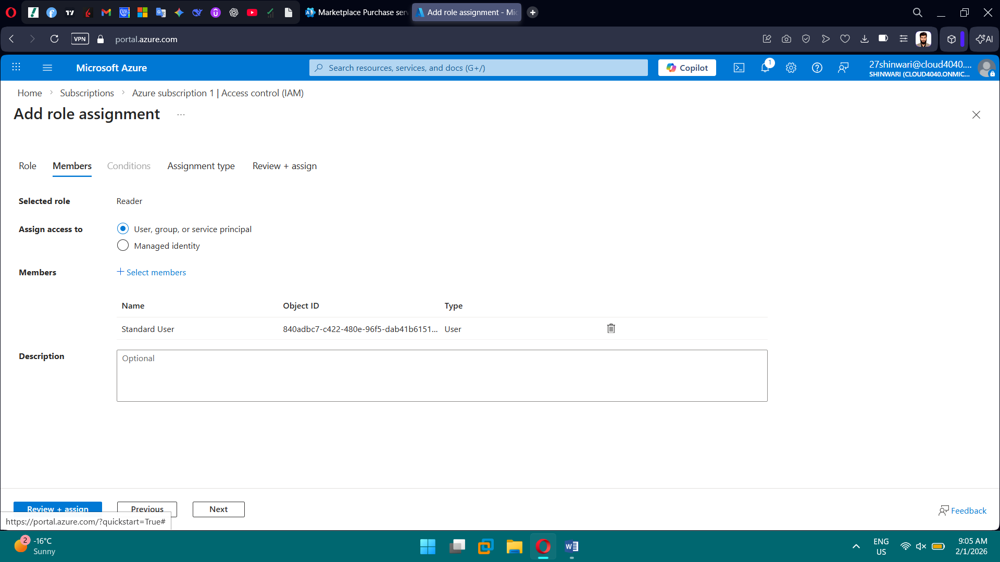 Marketplace Purchase ser
Add role assignment - Mic
VPN
portal.azure.com
AI
Microsoft Azure
Search resources, services, and docs (G+/)
Copilot
1
27shinwari@cloud4040....
SHINWARI (CLOUD4040.ONMIC...
Home > Subscriptions > Azure subscription 1 | Access control (IAM)
Add role assignment ...
Role
Members
Conditions
Assignment type
Review + assign
Selected role
Reader
Assign access to
User, group, or service principal
Managed identity
Members
+ Select members
Name Object ID Type
Standard User 840adbc7-c422-480e-96f5-dab41b6151... User
Description
Optional
Review + assign
Previous
Next
Feedback
https://portal.azure.com/?quickstart=True#
2
-16°C
Sunny
W
ENG
US
9:05 AM
2/1/2026